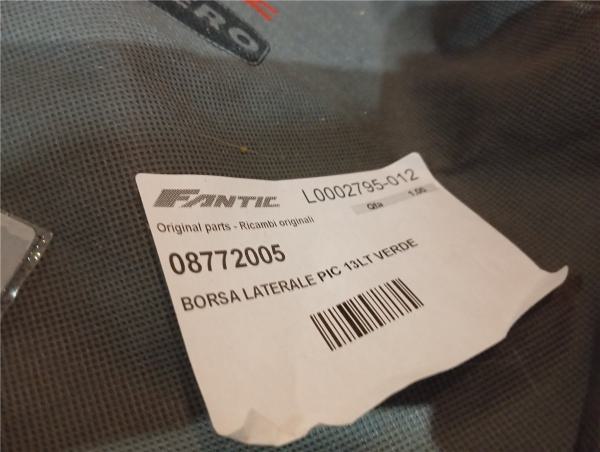 ERO
FANTIC L0002795-012
Original parts - Ricambi originali Qta 1.00
08772005
BORSA LATERALE PIC 13LT VERDE